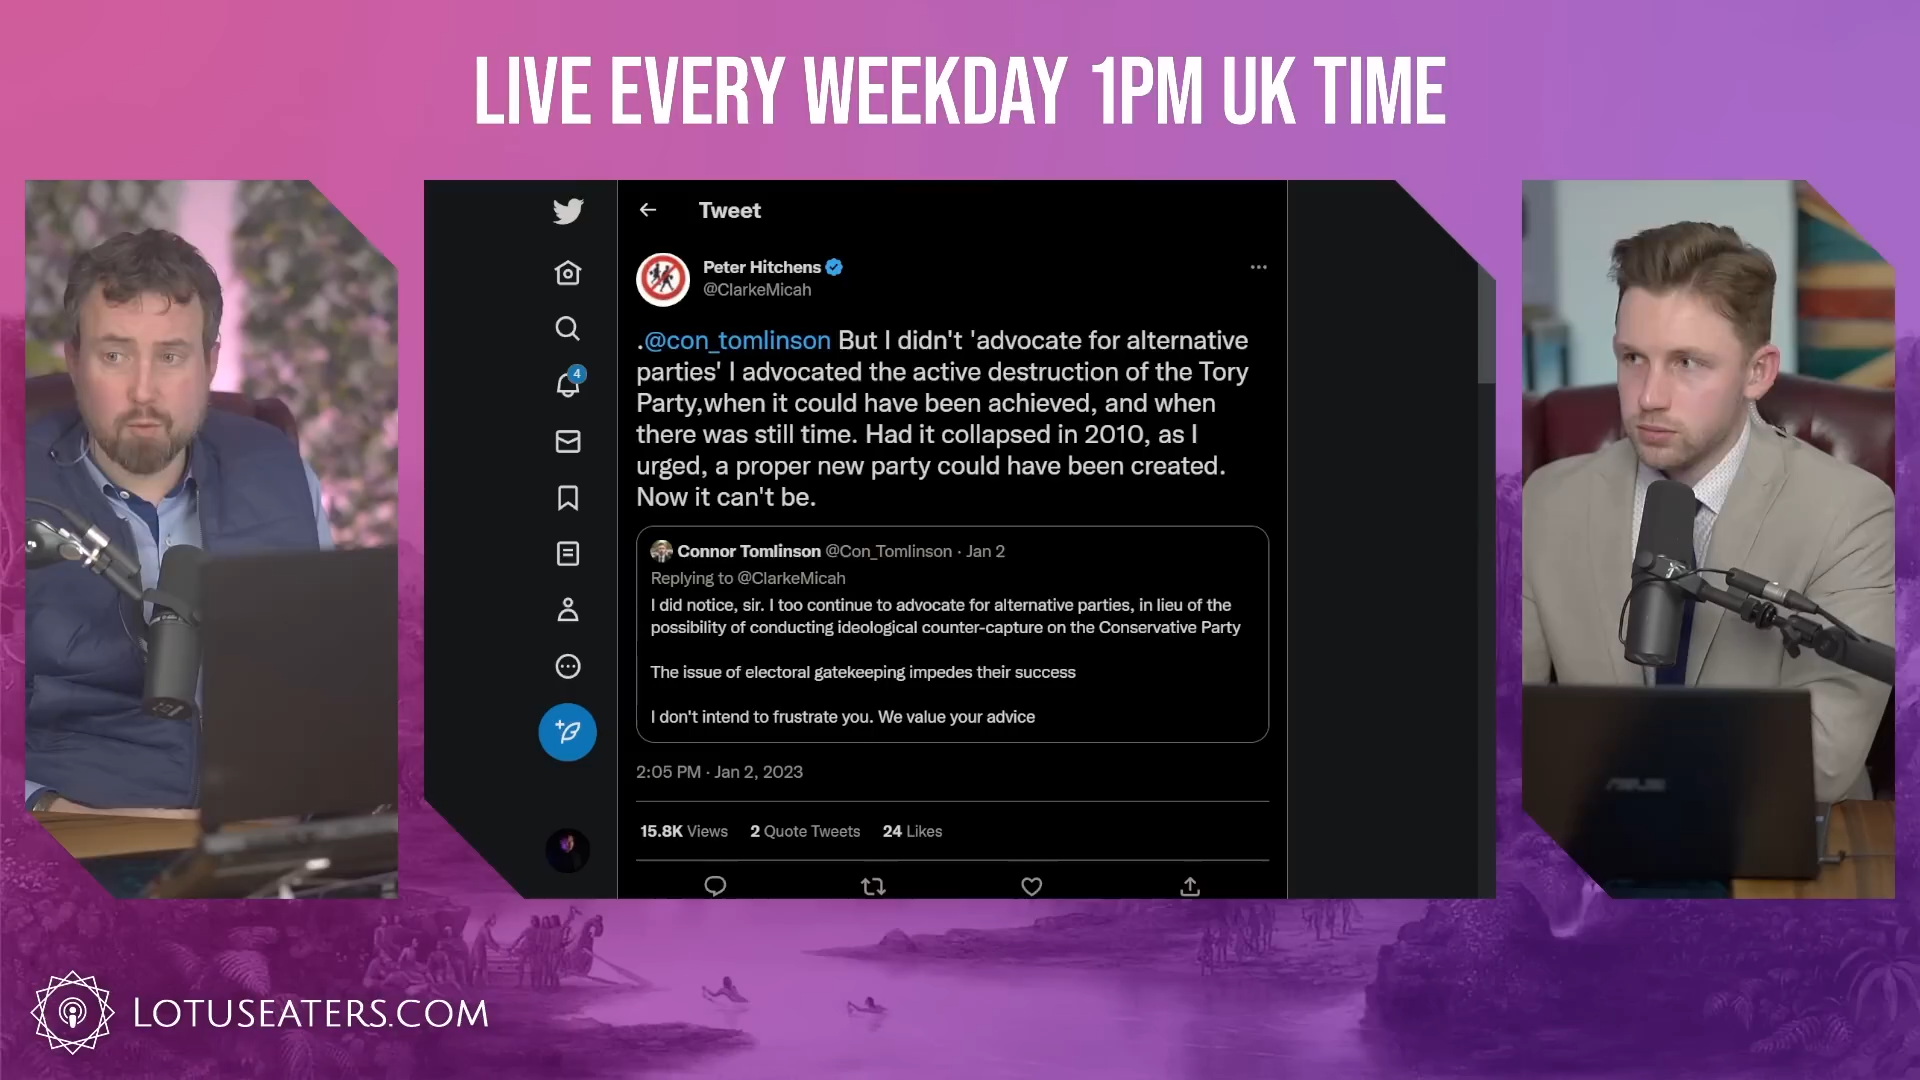 LIVE EVERY WEEKDAY 1PM UK TIME
Tweet
Peter Hitchens
@ClarkeMicah
.@con_tomlinson But I didn't 'advocate for alternative
parties' I advocated the active destruction of the Tory
Party,when it could have been achieved, and when
there was still time. Had it collapsed in 2010, as I
urged, a proper new party could have been created.
Now it can't be.
Connor Tomlinson @Con_Tomlinson · Jan 2
Replying to @ClarkeMicah
I did notice, sir. I too continue to advocate for alternative parties, in lieu of the
possibility of conducting ideological counter-capture on the Conservative Party
The issue of electoral gatekeeping impedes their success
I don't intend to frustrate you. We value your advice
2:05 PM · Jan 2, 2023
15.8K Views 2 Quote Tweets 24 Likes
4
ASUS
LOTUSEATERS.COM